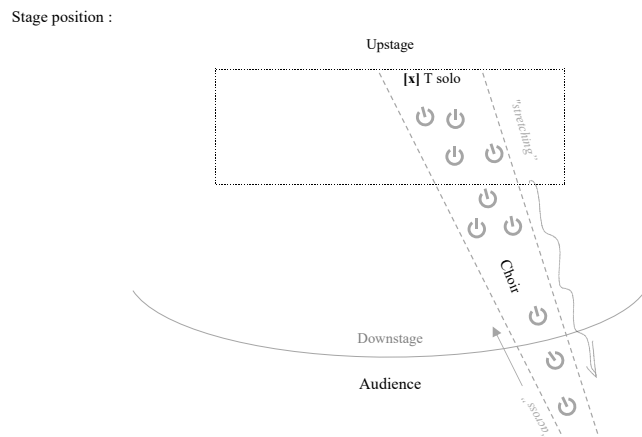 Stage position :
Upstage
[x] T solo
"stretching"
Choir
Downstage
Audience
"across"